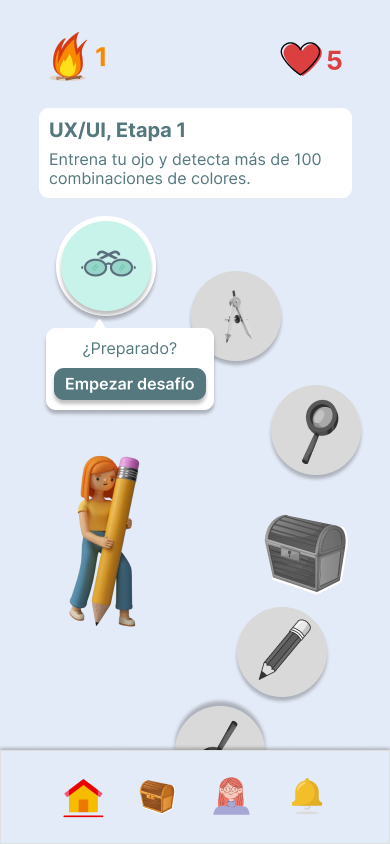 1
5
UX/UI, Etapa 1
Entrena tu ojo y detecta más de 100
combinaciones de colores.
¿Preparado?
Empezar desafío